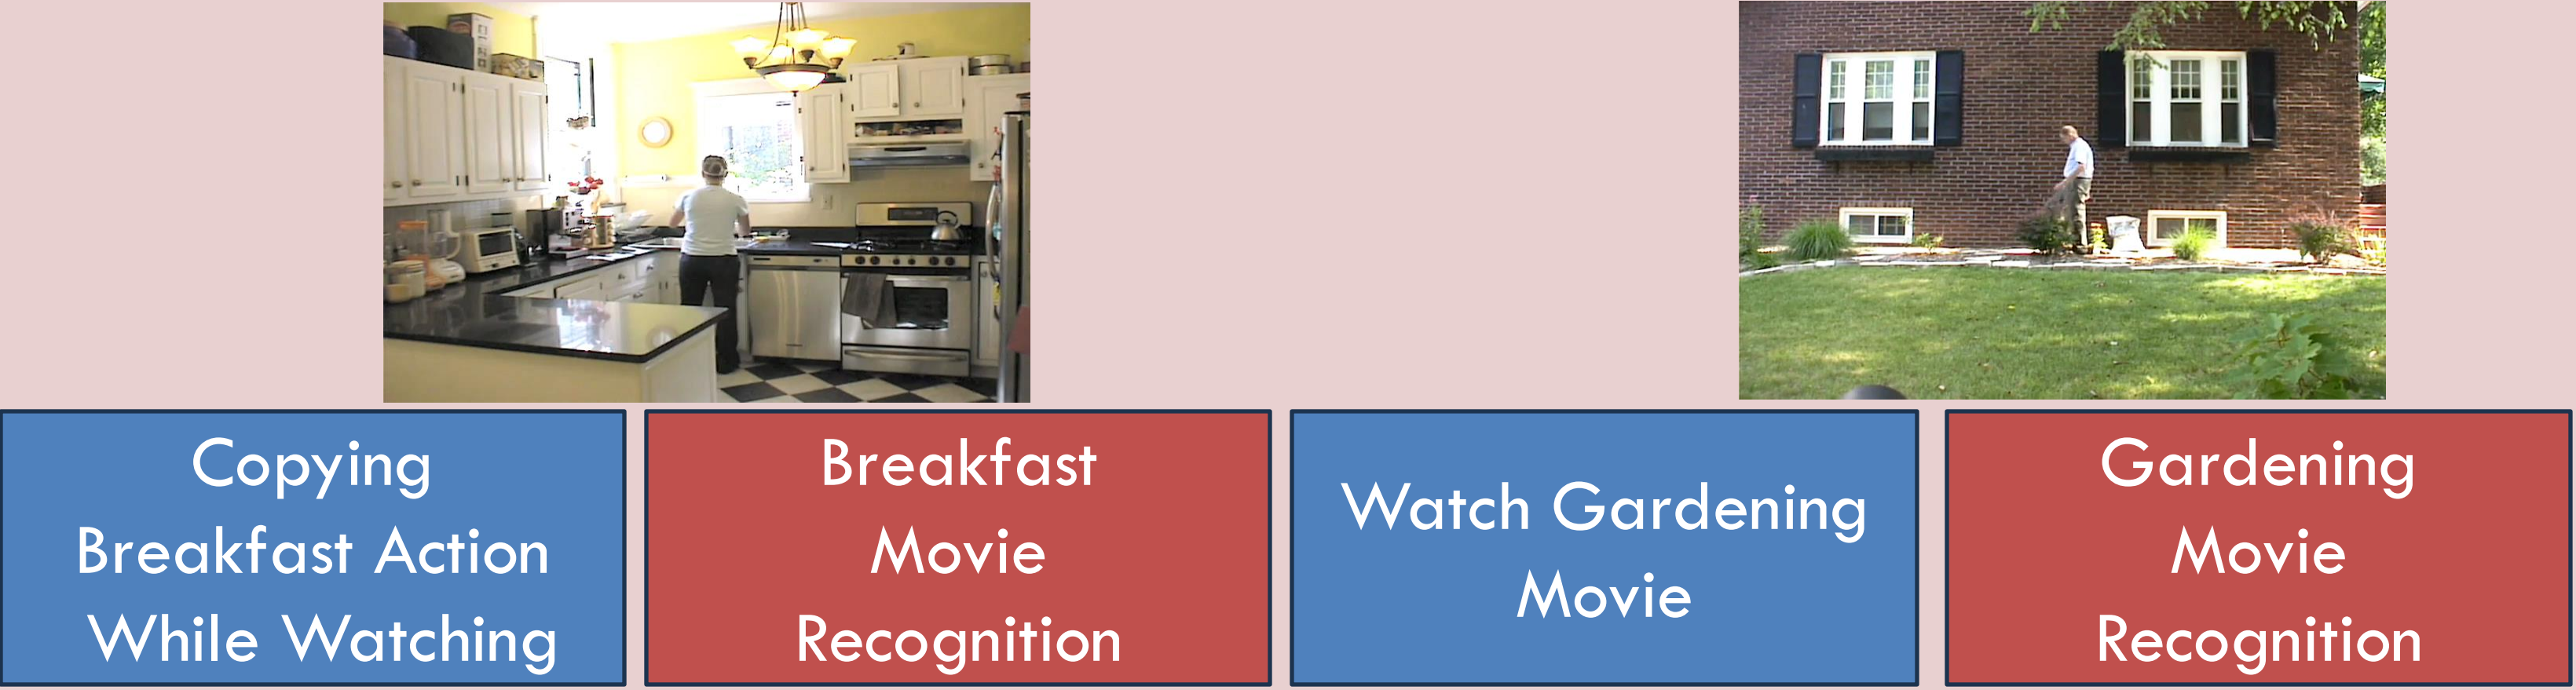 Copying
Breakfast Action
While Watching
Breakfast
Movie
Recognition
Watch Gardening
Movie
Gardening
Movie
Recognition